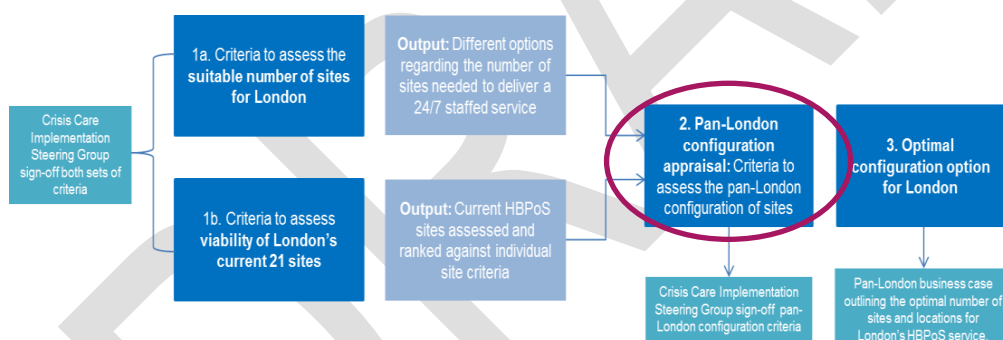 Crisis Care
Implementation
Steering Group
sign-off both sets of
criteria
1a. Criteria to assess the
suitable number of sites
for London
Output: Different options
regarding the number of
sites needed to deliver a
24/7 staffed service
1b. Criteria to assess
viability of London's
current 21 sites
Output: Current HBPoS
sites assessed and
ranked against individual
site criteria
2. Pan-London
configuration
appraisal: Criteria to
assess the pan-London
configuration of sites
3. Optimal
configuration option
for London
Crisis Care Implementation
Steering Group sign-off pan-
London configuration criteria
Pan-London business case
outlining the optimal number of
sites and locations for
London's HBPoS service.